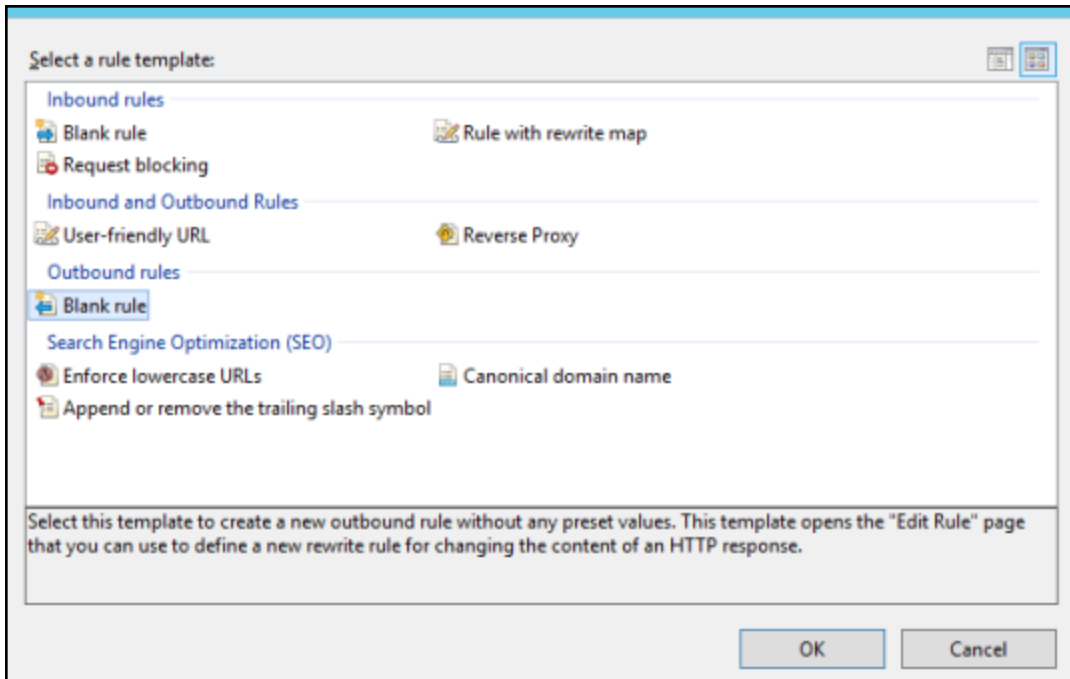 Select a rule template:
Inbound rules
Blank rule
Rule with rewrite map
Request blocking
Inbound and Outbound Rules
User-friendly URL
Reverse Proxy
Outbound rules
Blank rule
Search Engine Optimization (SEO)
Enforce lowercase URLs
Canonical domain name
Append or remove the trailing slash symbol
Select this template to create a new outbound rule without any preset values. This template opens the "Edit Rule" page
that you can use to define a new rewrite rule for changing the content of an HTTP response.
OK
Cancel